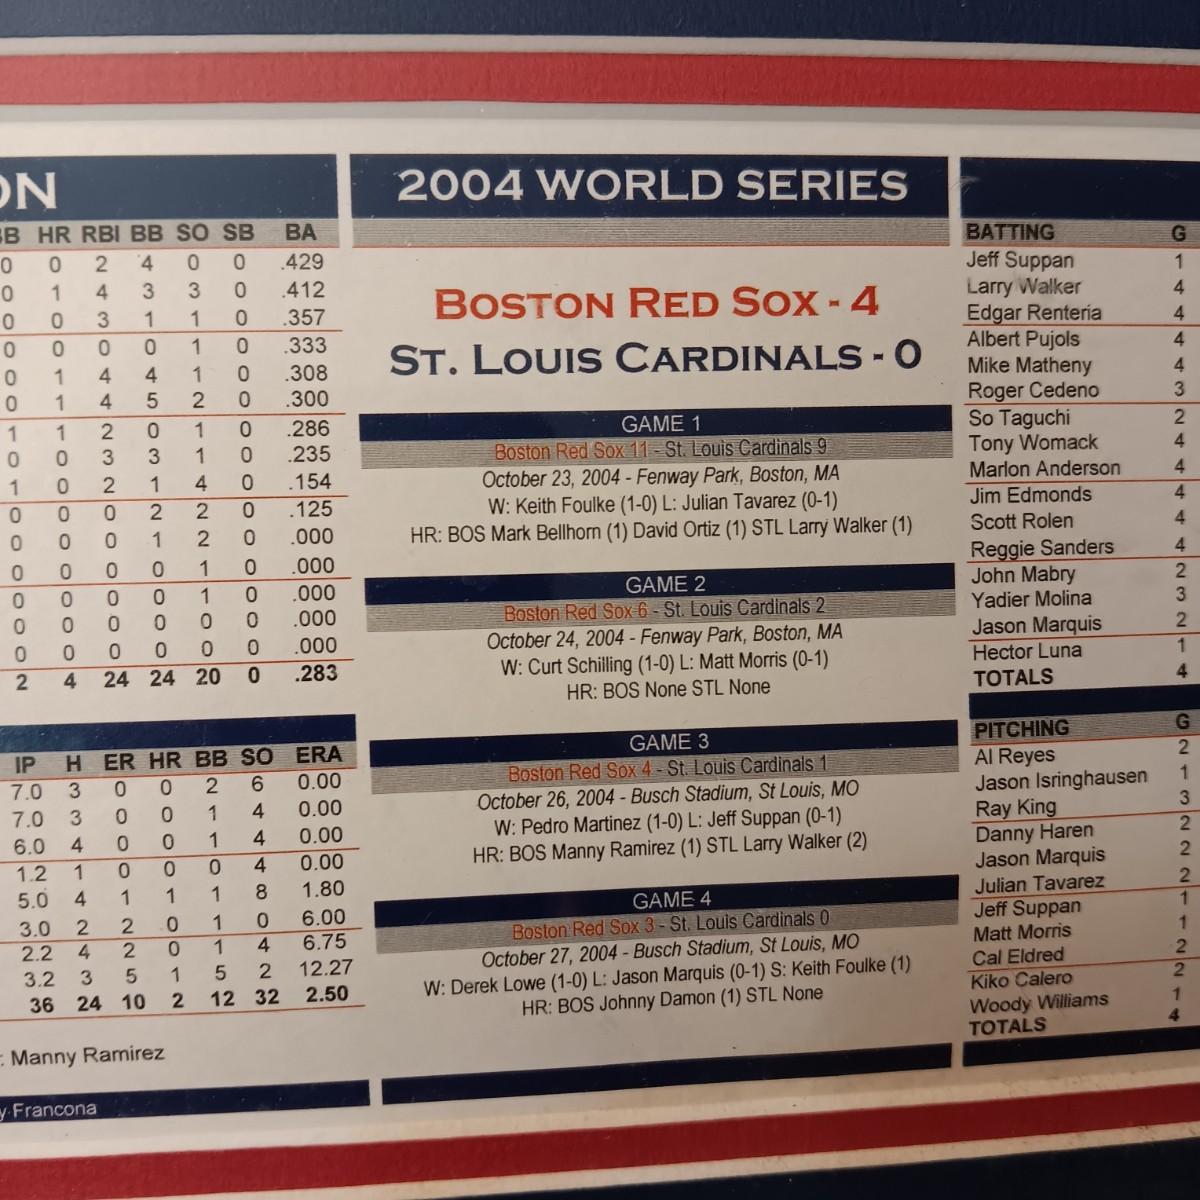 ON
BB HR RBI BB SO SB BA
0 0 2 4 0 0 .429
0 1 4 3 3 0 .412
0 0 3 1 1 0 .357
0 0 0 0 1 0 .333
0 1 4 4 1 0 .308
0 1 4 5 2 0 .300
1 1 2 0 1 0 .286
0 0 3 3 1 0 .235
1 0 2 1 4 0 .154
0 0 0 2 2 0 .125
0 0 0 1 2 0 .000
0 0 0 0 1 0 .000
0 0 0 0 1 0 .000
0 0 0 0 0 0 .000
0 0 0 0 0 0 .000
2 4 24 24 20 0 .283
IP H ER HR BB SO ERA
7.0 3 0 0 2 6 0.00
7.0 3 0 0 1 4 0.00
6.0 4 0 0 1 4 0.00
1.2 1 0 0 0 4 0.00
5.0 4 1 1 1 8 1.80
3.0 2 2 0 1 0 6.00
2.2 4 2 0 1 4 6.75
3.2 3 5 1 5 2 12.27
36 24 10 2 12 32 2.50
: Manny Ramirez
y Francona
2004 WORLD SERIES
BOSTON RED SOX - 4
ST. LOUIS CARDINALS - 0
GAME 1
Boston Red Sox 11 - St. Louis Cardinals 9
October 23, 2004 - Fenway Park, Boston, MA
W: Keith Foulke (1-0) L: Julian Tavarez (0-1)
HR: BOS Mark Bellhorn (1) David Ortiz (1) STL Larry Walker (1)
GAME 2
Boston Red Sox 6 - St. Louis Cardinals 2
October 24, 2004 - Fenway Park, Boston, MA
W: Curt Schilling (1-0) L: Matt Morris (0-1)
HR: BOS None STL None
GAME 3
Boston Red Sox 4 - St. Louis Cardinals 1
October 26, 2004 - Busch Stadium, St Louis, MO
W: Pedro Martinez (1-0) L: Jeff Suppan (0-1)
HR: BOS Manny Ramirez (1) STL Larry Walker (2)
GAME 4
Boston Red Sox 3 - St. Louis Cardinals 0
October 27, 2004 - Busch Stadium, St Louis, MO
W: Derek Lowe (1-0) L: Jason Marquis (0-1) S: Keith Foulke (1)
HR: BOS Johnny Damon (1) STL None
BATTING G
Jeff Suppan 1
Larry Walker 4
Edgar Renteria 4
Albert Pujols 4
Mike Matheny 4
Roger Cedeno 3
So Taguchi 2
Tony Womack 4
Marlon Anderson 4
Jim Edmonds 4
Scott Rolen 4
Reggie Sanders 4
John Mabry 2
Yadier Molina 3
Jason Marquis 2
Hector Luna 1
TOTALS 4
PITCHING G
Al Reyes 2
Jason Isringhausen 1
Ray King 3
Danny Haren 2
Jason Marquis 2
Julian Tavarez 2
Jeff Suppan 1
Matt Morris 1
Cal Eldred 2
Kiko Calero 2
Woody Williams 1
TOTALS 4